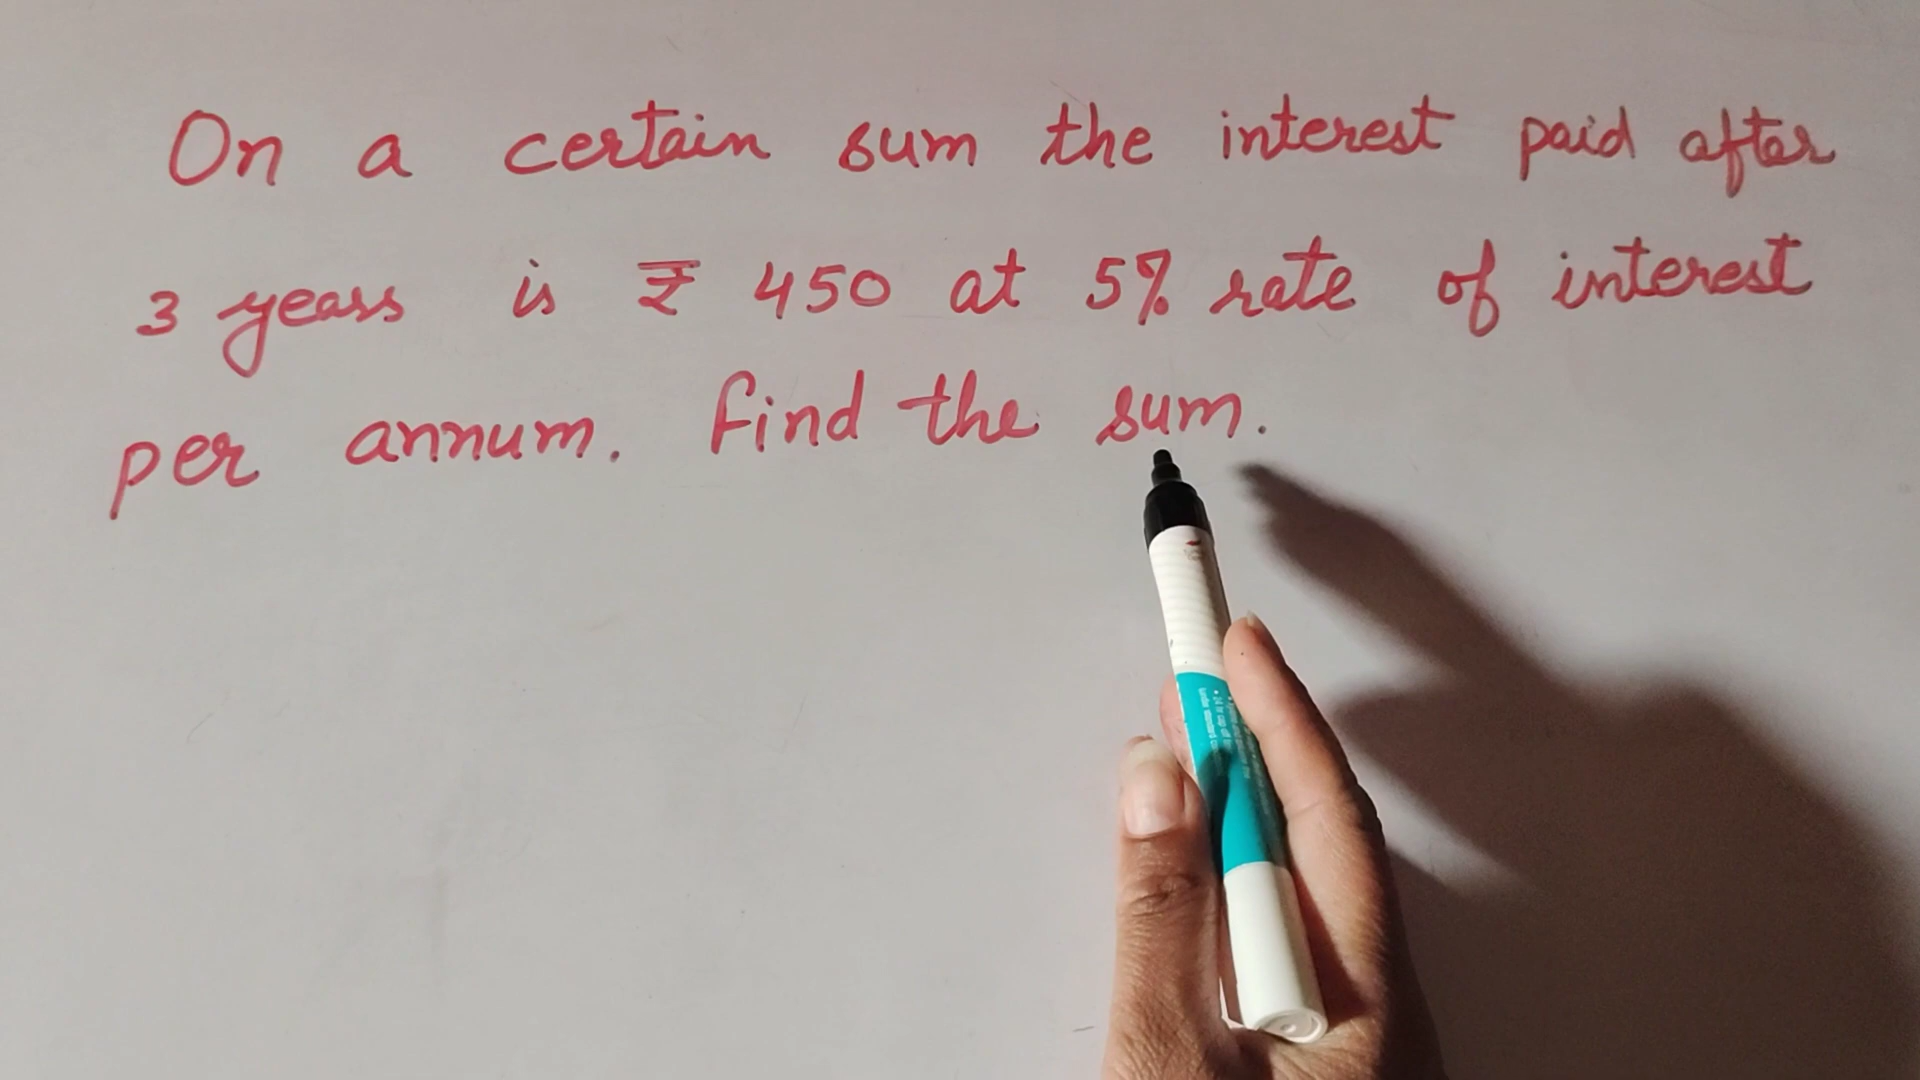 On a certain sum the interest paid after
3 years is ₹ 450 at 5% rate of interest
per annum. Find the sum.